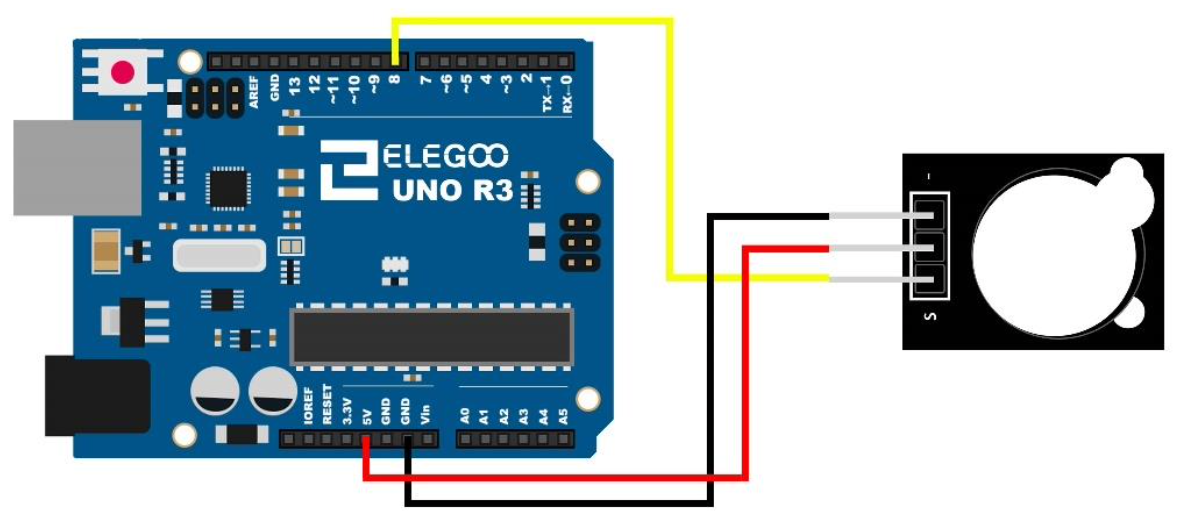 AREF
GND
13
12
~11
~10
~9
8
7
~6
~5
4
~3
2
TX→1
RX←0
ELEGOO
UNO R3
-
S
IOREF
RESET
3.3V
5V
GND
GND
Vin
A0
A1
A2
A3
A4
A5